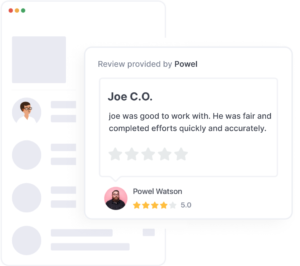 Review provided by Powel
Joe C.O.
joe was good to work with. He was fair and
completed efforts quickly and accurately.
Powel Watson
5.0